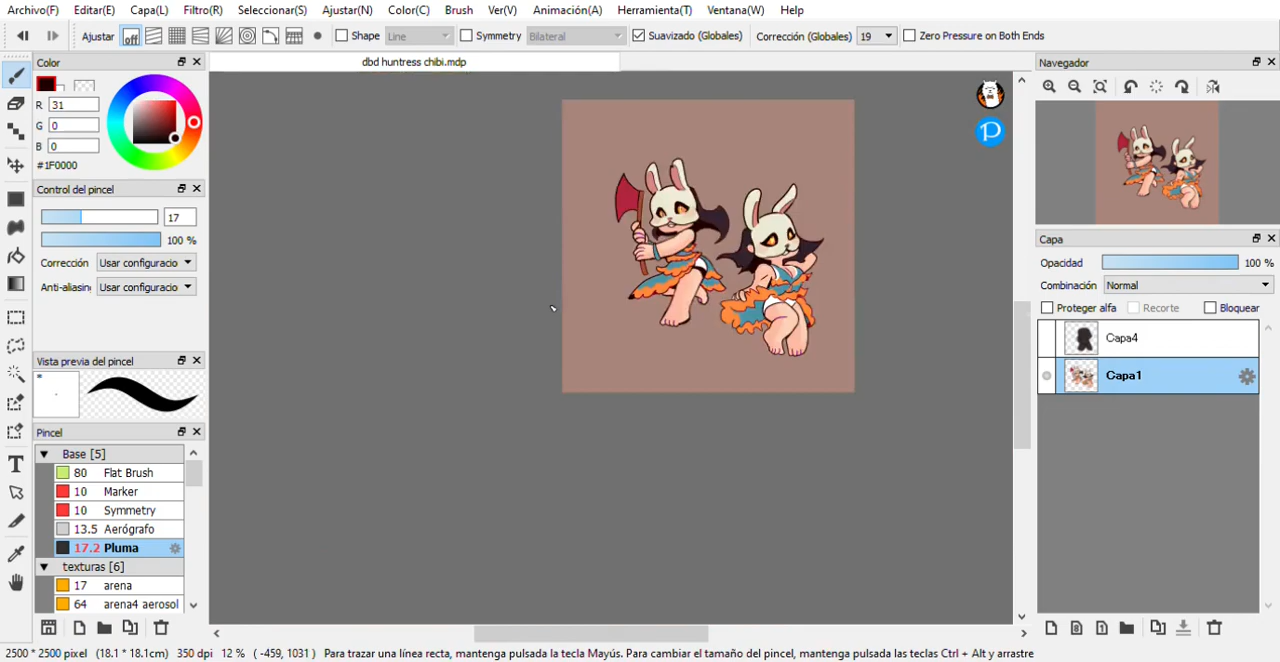 Archivo(F) Editar(E) Capa(L) Filtro(R) Seleccionar(S) Ajustar(N) Color(C) Brush Ver(V) Animación(A) Herramienta(T) Ventana(W) Help
Ajustar off Shape Line Symmetry Bilateral Suavizado (Globales) Corrección (Globales) 19 Zero Pressure on Both Ends
Color
dbd huntress chibi.mdp
Navegador
R 31
G 0
B 0
#1F0000
Control del pincel
17
100 %
Corrección Usar configuracio
Anti-aliasing Usar configuracio
Vista previa del pincel
Pincel
Base [5]
80 Flat Brush
10 Marker
10 Symmetry
13.5 Aerógrafo
17.2 Pluma
texturas [6]
17 arena
64 arena4 aerosol
Capa
Opacidad 100 %
Combinación Normal
Proteger alfa Recorte Bloquear
Capa4
Capa1
2500 * 2500 pixel (18.1 * 18.1cm) 350 dpi 12 % ( -459, 1031 ) Para trazar una línea recta, mantenga pulsada la tecla Mayús. Para cambiar el tamaño del pincel, mantenga pulsadas las teclas Ctrl + Alt y arrastre